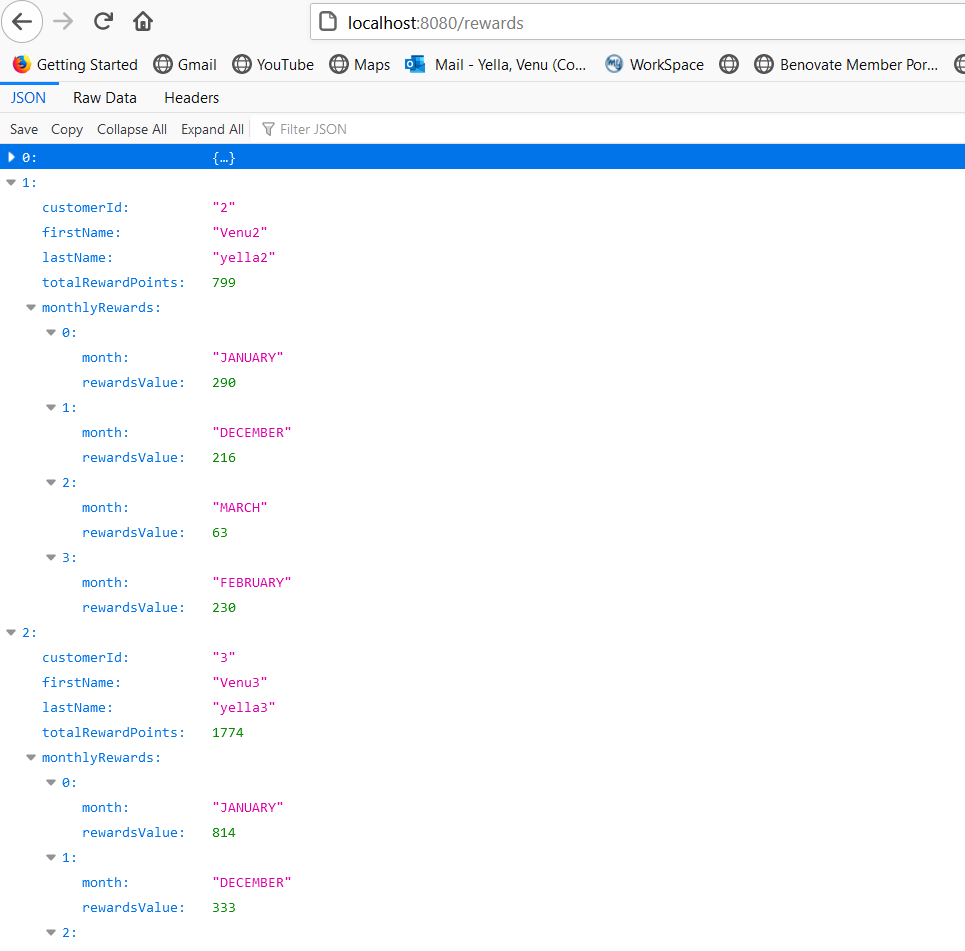 localhost:8080/rewards
Getting Started Gmail YouTube Maps Mail - Yella, Venu (Co... WorkSpace Benovate Member Por...
JSON Raw Data Headers
Save Copy Collapse All Expand All Filter JSON
0: {…}
1:
customerId: "2"
firstName: "Venu2"
lastName: "yella2"
totalRewardPoints: 799
monthlyRewards:
0:
month: "JANUARY"
rewardsValue: 290
1:
month: "DECEMBER"
rewardsValue: 216
2:
month: "MARCH"
rewardsValue: 63
3:
month: "FEBRUARY"
rewardsValue: 230
2:
customerId: "3"
firstName: "Venu3"
lastName: "yella3"
totalRewardPoints: 1774
monthlyRewards:
0:
month: "JANUARY"
rewardsValue: 814
1:
month: "DECEMBER"
rewardsValue: 333
2: